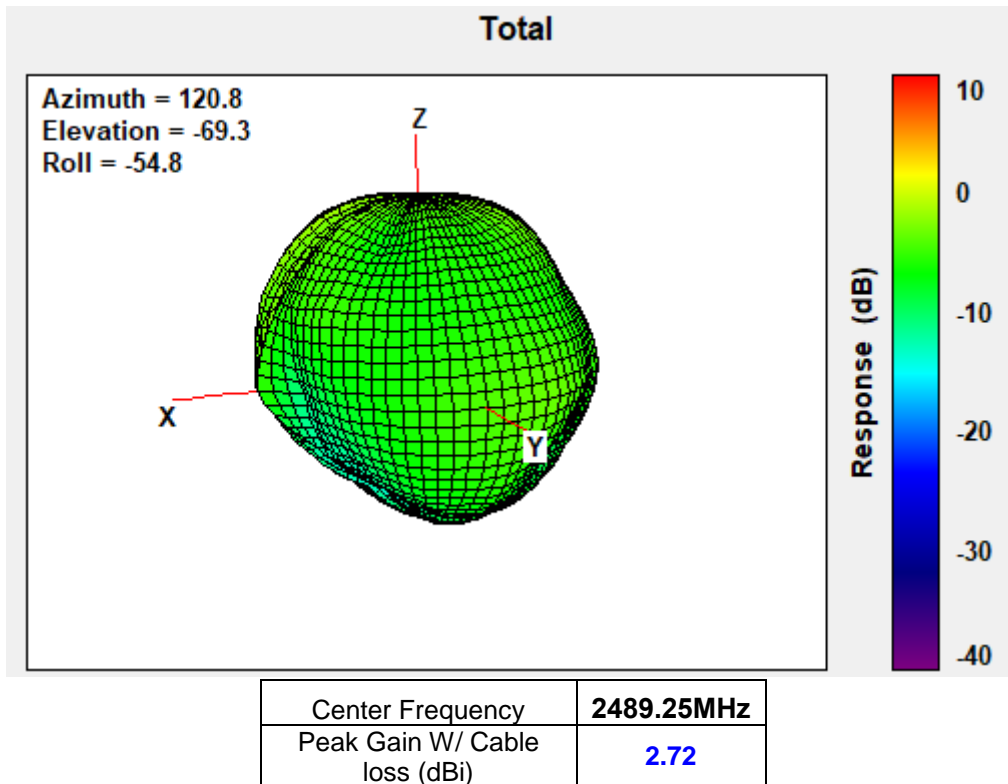 Total
Azimuth = 120.8
Elevation = -69.3
Roll = -54.8
Z
X
Y
10
0
-10
-20
-30
-40
Response (dB)
Center Frequency 2489.25MHz
Peak Gain W/ Cable
loss (dBi) 2.72